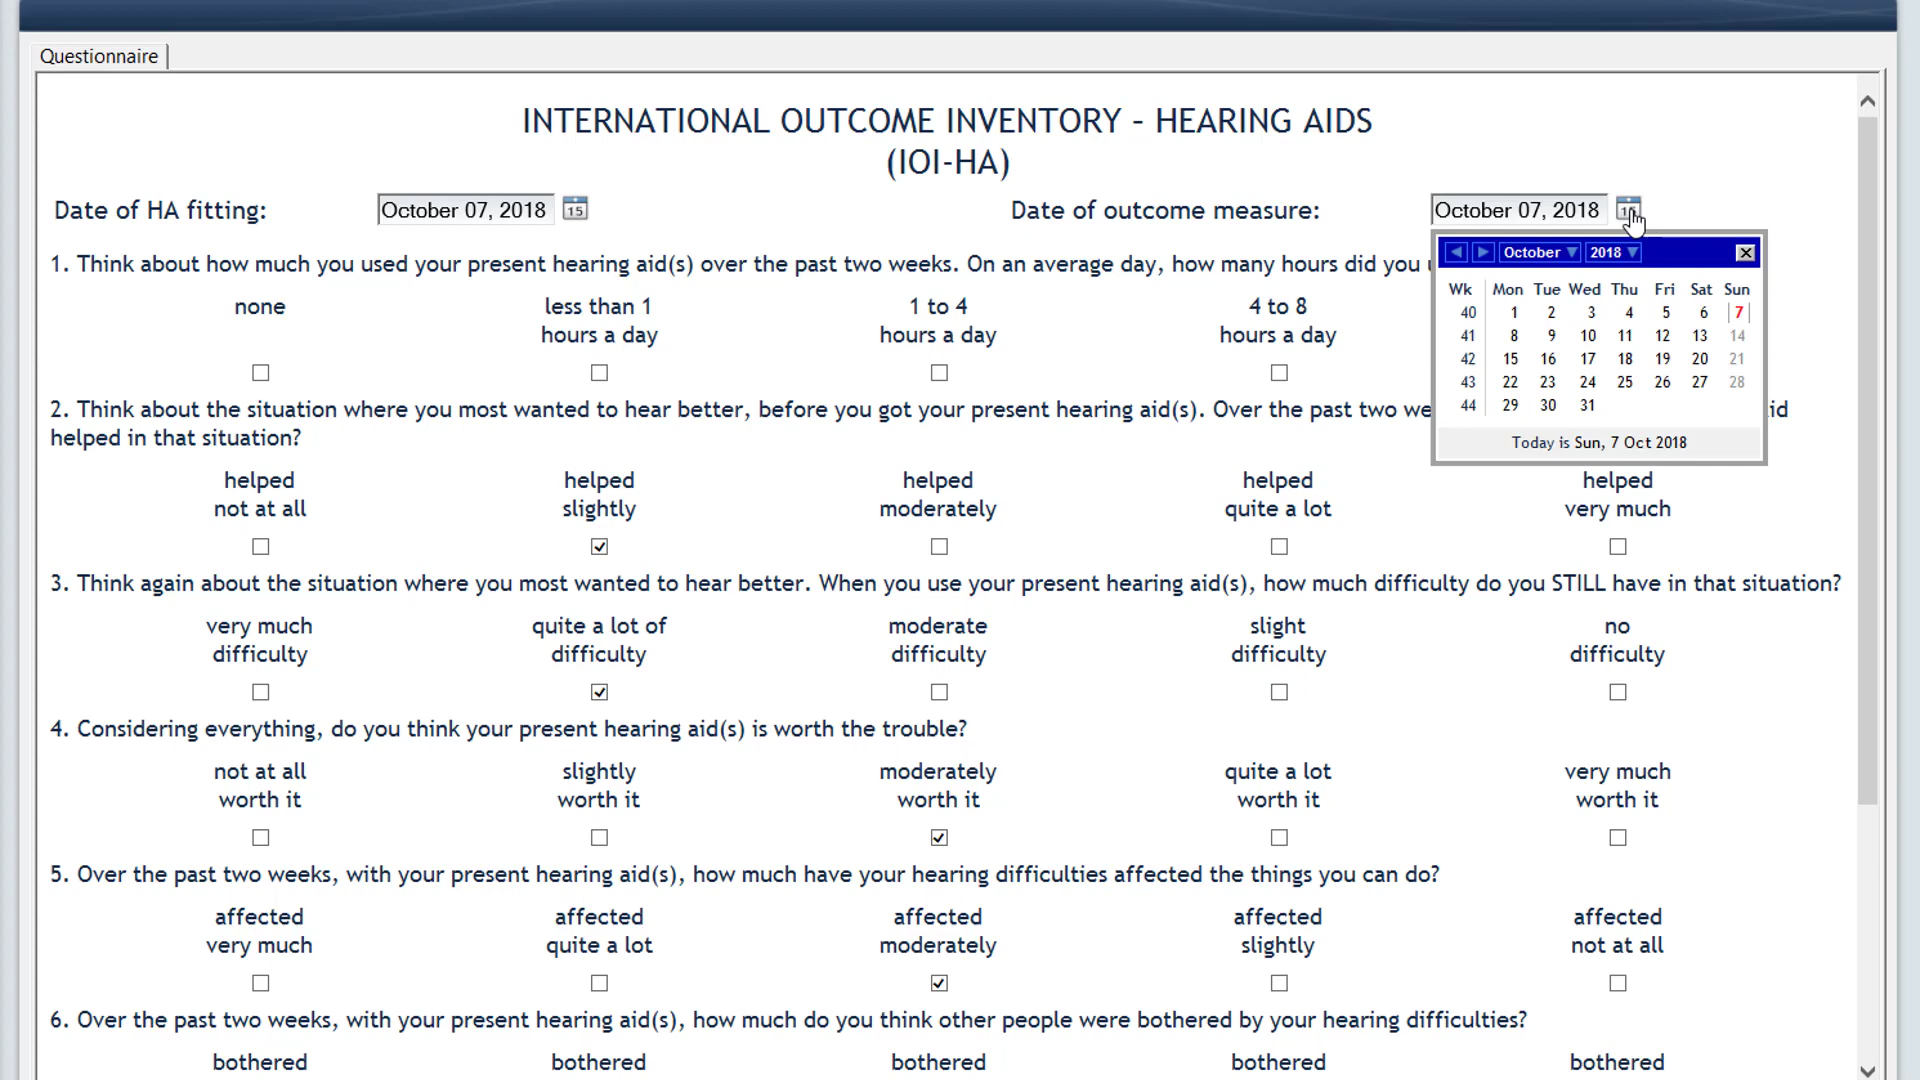 Questionnaire
INTERNATIONAL OUTCOME INVENTORY - HEARING AIDS
(IOI-HA)
Date of HA fitting: October 07, 2018 15 Date of outcome measure: October 07, 2018
October 2018
Wk Mon Tue Wed Thu Fri Sat Sun
40 1 2 3 4 5 6 7
41 8 9 10 11 12 13 14
42 15 16 17 18 19 20 21
43 22 23 24 25 26 27 28
44 29 30 31
Today is Sun, 7 Oct 2018
1. Think about how much you used your present hearing aid(s) over the past two weeks. On an average day, how many hours did you
none less than 1 1 to 4 4 to 8
hours a day hours a day hours a day
2. Think about the situation where you most wanted to hear better, before you got your present hearing aid(s). Over the past two
helped in that situation?
helped helped helped helped helped
not at all slightly moderately quite a lot very much
3. Think again about the situation where you most wanted to hear better. When you use your present hearing aid(s), how much difficulty do you STILL have in that situation?
very much quite a lot of moderate slight no
difficulty difficulty difficulty difficulty difficulty
4. Considering everything, do you think your present hearing aid(s) is worth the trouble?
not at all slightly moderately quite a lot very much
worth it worth it worth it worth it worth it
5. Over the past two weeks, with your present hearing aid(s), how much have your hearing difficulties affected the things you can do?
affected affected affected affected affected
very much quite a lot moderately slightly not at all
6. Over the past two weeks, with your present hearing aid(s), how much do you think other people were bothered by your hearing difficulties?
bothered bothered bothered bothered bothered